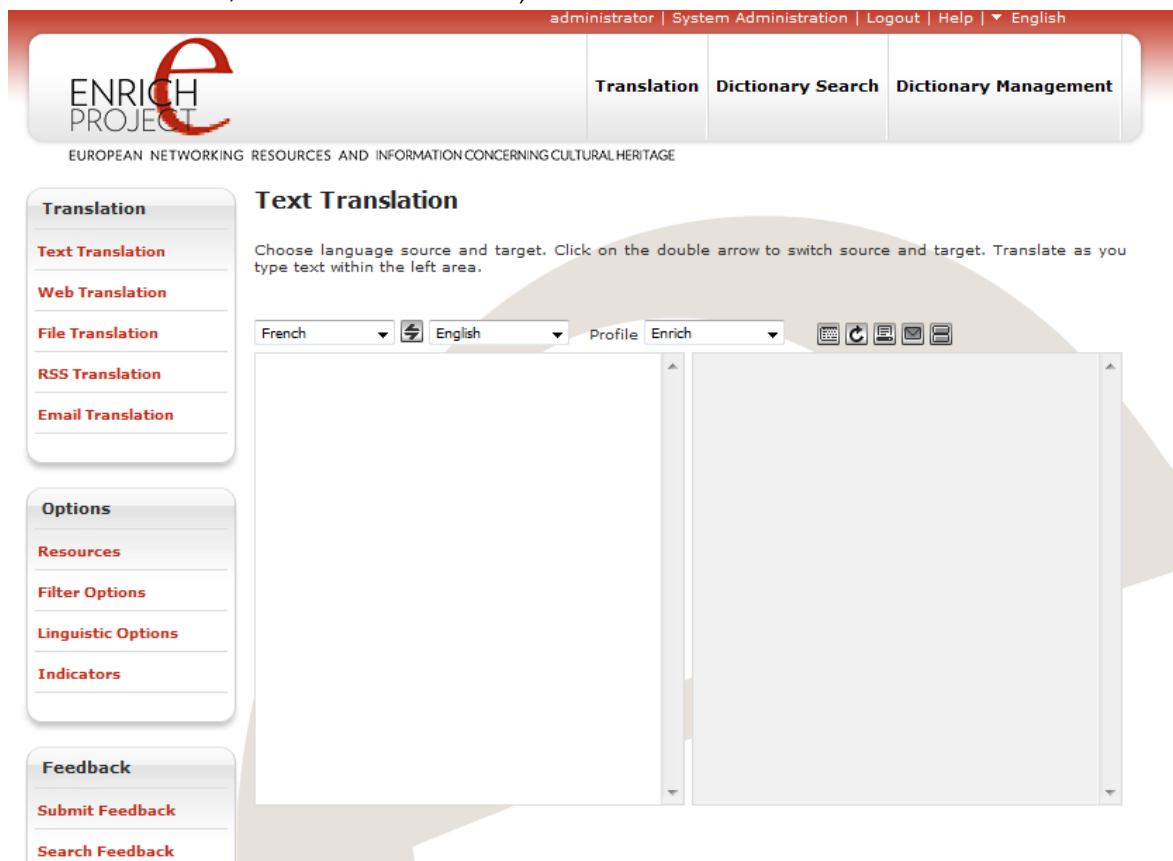 administrator | System Administration | Logout | Help | ▼ English
ENRICH
PROJECT
e
Translation Dictionary Search Dictionary Management
EUROPEAN NETWORKING RESOURCES AND INFORMATION CONCERNING CULTURAL HERITAGE
Translation
Text Translation
Web Translation
File Translation
RSS Translation
Email Translation
Options
Resources
Filter Options
Linguistic Options
Indicators
Feedback
Submit Feedback
Search Feedback
Text Translation
Choose language source and target. Click on the double arrow to switch source and target. Translate as you
type text within the left area.
French English Profile Enrich